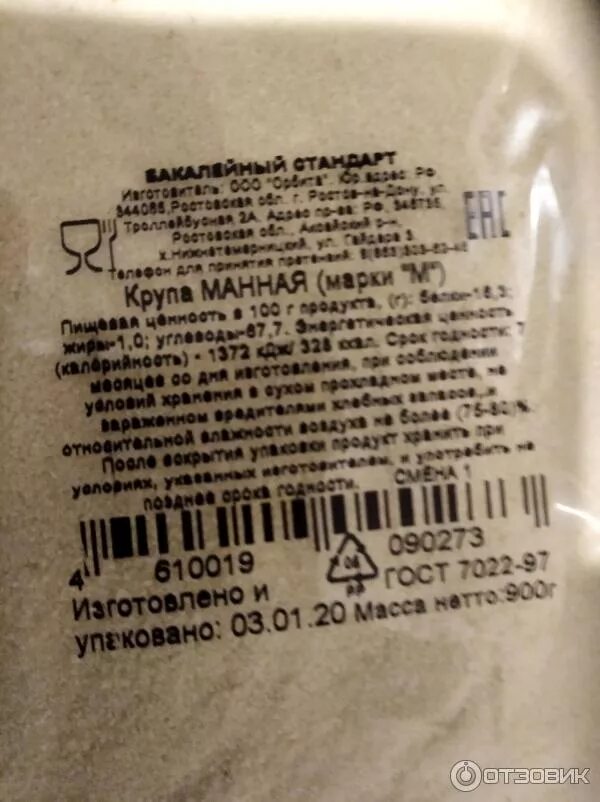 БАКАЛЕЙНЫЙ СТАНДАРТ
Изготовитель: ООО "Орбита". Юр.адрес: РФ
344065,Ростовская обл. г. Ростов-на-Дону, ул.
Троллейбусная 2А. Адрес пр-ва: РФ, 346735,
Ростовская обл., Аксайский р-н,
х.Нижнетемерницкий, ул. Гайдара 3.
Телефон для принятия претензий:
EAC
Крупа МАННАЯ (марки "М")
Пищевая ценность в 100 г продукта, (г): белки-16,3;
жиры-1,0; углеводы-67,7. Энергетическая ценность
(калорийность) - 1372 кДж/ 328 ккал. Срок годности: 7
месяцев со дня изготовления, при соблюдении
условий хранения в сухом прохладном месте, не
зараженном вредителями хлебных запасов, и
относительной влажности воздуха не более (75-80)%.
После вскрытия упаковки продукт хранить при
условиях, указанных изготовителем, и употребить не
позднее срока годности. СМЕНА 1
4 610019 090273
05
PP
ГОСТ 7022-97
Изготовлено и
упаковано: 03.01.20 Масса нетто:900г
ОТЗОВИК